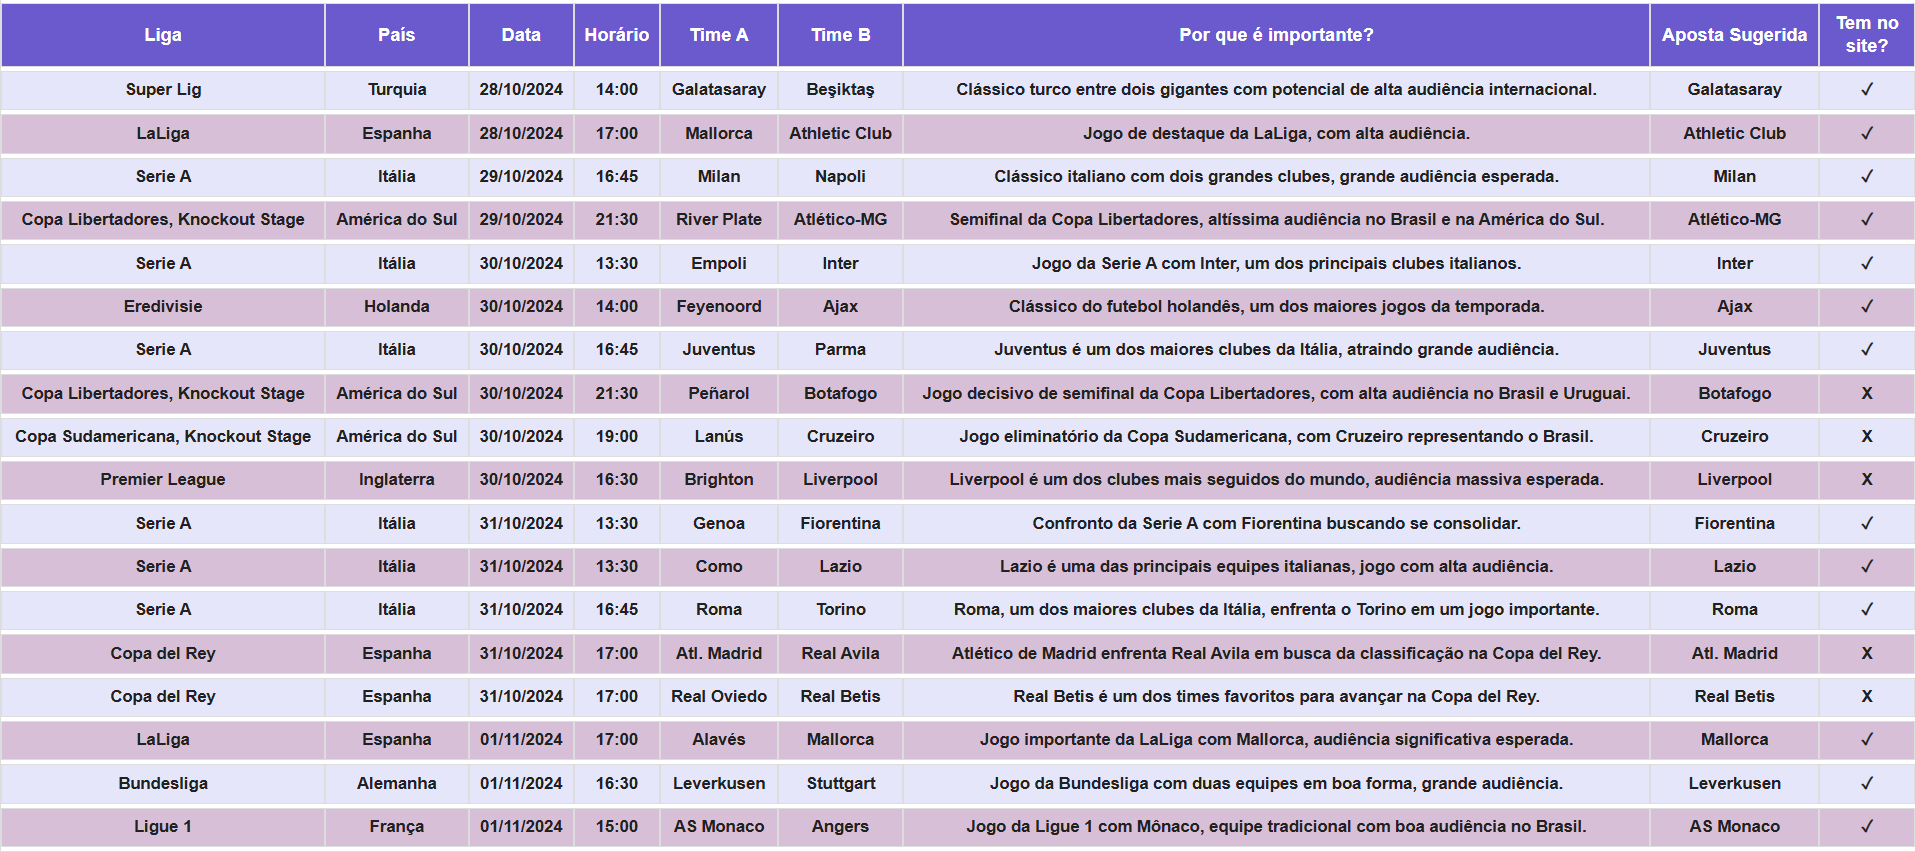 Liga País Data Horário Time A Time B Por que é importante? Aposta Sugerida Tem no site?
Super Lig Turquia 28/10/2024 14:00 Galatasaray Beşiktaş Clássico turco entre dois gigantes com potencial de alta audiência internacional. Galatasaray ✓
LaLiga Espanha 28/10/2024 17:00 Mallorca Athletic Club Jogo de destaque da LaLiga, com alta audiência. Athletic Club ✓
Serie A Itália 29/10/2024 16:45 Milan Napoli Clássico italiano com dois grandes clubes, grande audiência esperada. Milan ✓
Copa Libertadores, Knockout Stage América do Sul 29/10/2024 21:30 River Plate Atlético-MG Semifinal da Copa Libertadores, altíssima audiência no Brasil e na América do Sul. Atlético-MG ✓
Serie A Itália 30/10/2024 13:30 Empoli Inter Jogo da Serie A com Inter, um dos principais clubes italianos. Inter ✓
Eredivisie Holanda 30/10/2024 14:00 Feyenoord Ajax Clássico do futebol holandês, um dos maiores jogos da temporada. Ajax ✓
Serie A Itália 30/10/2024 16:45 Juventus Parma Juventus é um dos maiores clubes da Itália, atraindo grande audiência. Juventus ✓
Copa Libertadores, Knockout Stage América do Sul 30/10/2024 21:30 Peñarol Botafogo Jogo decisivo de semifinal da Copa Libertadores, com alta audiência no Brasil e Uruguai. Botafogo X
Copa Sudamericana, Knockout Stage América do Sul 30/10/2024 19:00 Lanús Cruzeiro Jogo eliminatório da Copa Sudamericana, com Cruzeiro representando o Brasil. Cruzeiro X
Premier League Inglaterra 30/10/2024 16:30 Brighton Liverpool Liverpool é um dos clubes mais seguidos do mundo, audiência massiva esperada. Liverpool X
Serie A Itália 31/10/2024 13:30 Genoa Fiorentina Confronto da Serie A com Fiorentina buscando se consolidar. Fiorentina ✓
Serie A Itália 31/10/2024 13:30 Como Lazio Lazio é uma das principais equipes italianas, jogo com alta audiência. Lazio ✓
Serie A Itália 31/10/2024 16:45 Roma Torino Roma, um dos maiores clubes da Itália, enfrenta o Torino em um jogo importante. Roma ✓
Copa del Rey Espanha 31/10/2024 17:00 Atl. Madrid Real Avila Atlético de Madrid enfrenta Real Avila em busca da classificação na Copa del Rey. Atl. Madrid X
Copa del Rey Espanha 31/10/2024 17:00 Real Oviedo Real Betis Real Betis é um dos times favoritos para avançar na Copa del Rey. Real Betis X
LaLiga Espanha 01/11/2024 17:00 Alavés Mallorca Jogo importante da LaLiga com Mallorca, audiência significativa esperada. Mallorca ✓
Bundesliga Alemanha 01/11/2024 16:30 Leverkusen Stuttgart Jogo da Bundesliga com duas equipes em boa forma, grande audiência. Leverkusen ✓
Ligue 1 França 01/11/2024 15:00 AS Monaco Angers Jogo da Ligue 1 com Mônaco, equipe tradicional com boa audiência no Brasil. AS Monaco ✓